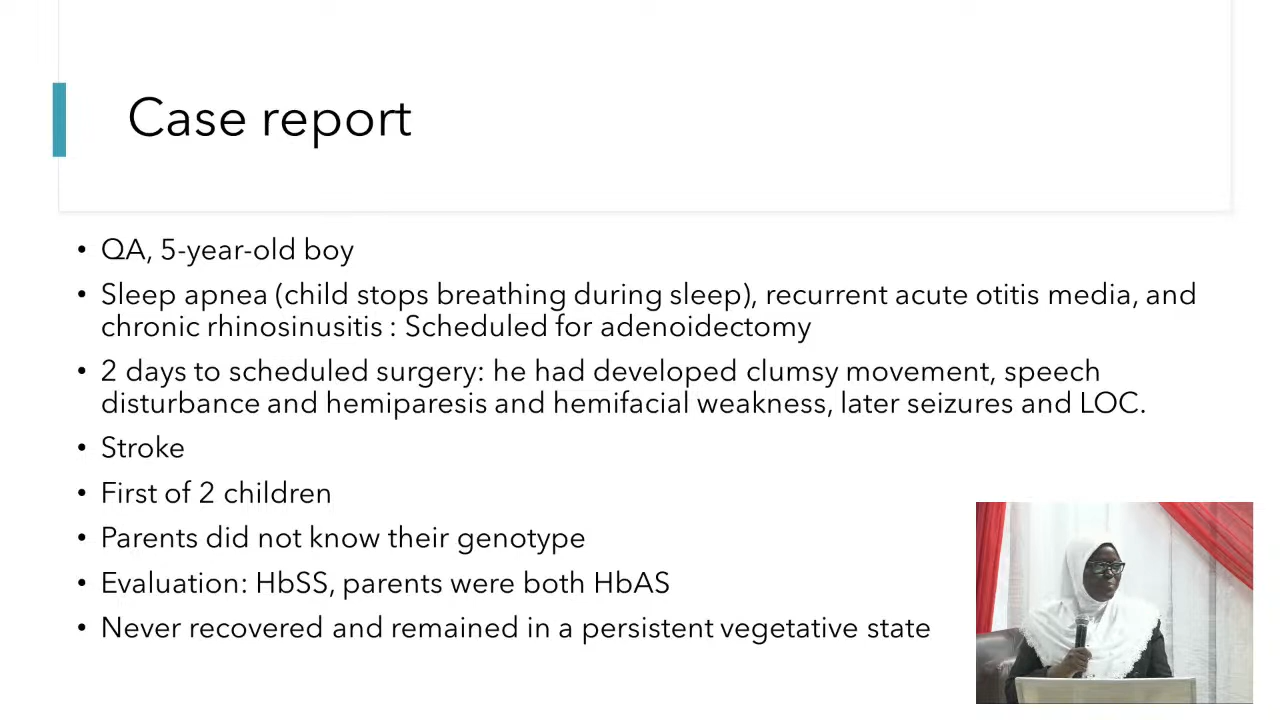 Case report
• QA, 5-year-old boy
• Sleep apnea (child stops breathing during sleep), recurrent acute otitis media, and
chronic rhinosinusitis : Scheduled for adenoidectomy
• 2 days to scheduled surgery: he had developed clumsy movement, speech
disturbance and hemiparesis and hemifacial weakness, later seizures and LOC.
• Stroke
• First of 2 children
• Parents did not know their genotype
• Evaluation: HbSS, parents were both HbAS
• Never recovered and remained in a persistent vegetative state